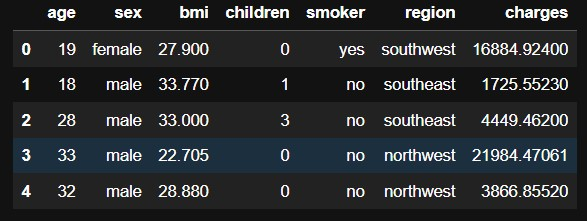 age sex bmi children smoker region charges
0 19 female 27.900 0 yes southwest 16884.92400
1 18 male 33.770 1 no southeast 1725.55230
2 28 male 33.000 3 no southeast 4449.46200
3 33 male 22.705 0 no northwest 21984.47061
4 32 male 28.880 0 no northwest 3866.85520